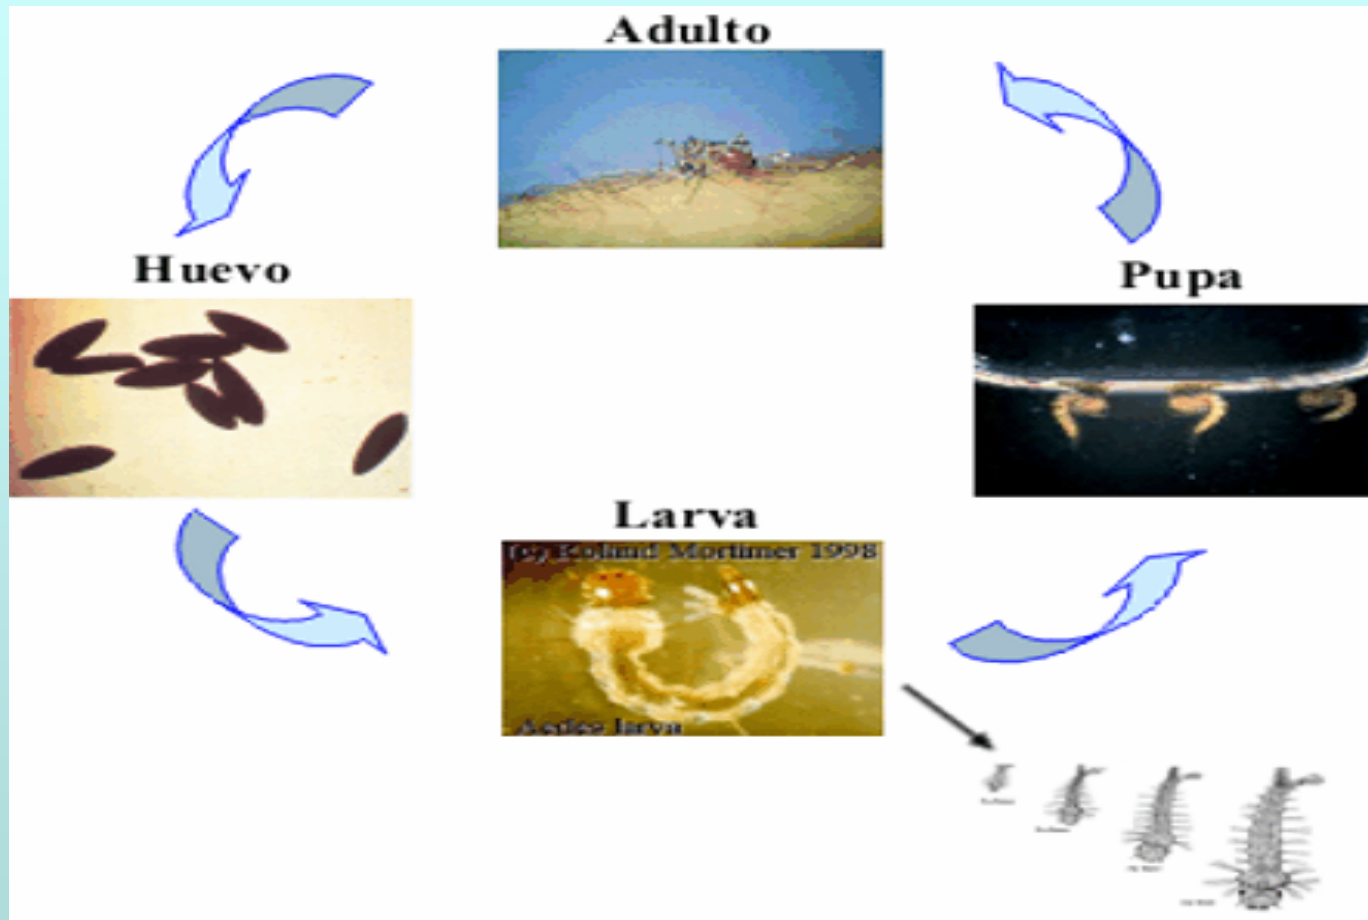 Adulto
Huevo
Pupa
Larva
(c) Roland Mortimer 1998
Aedes larva